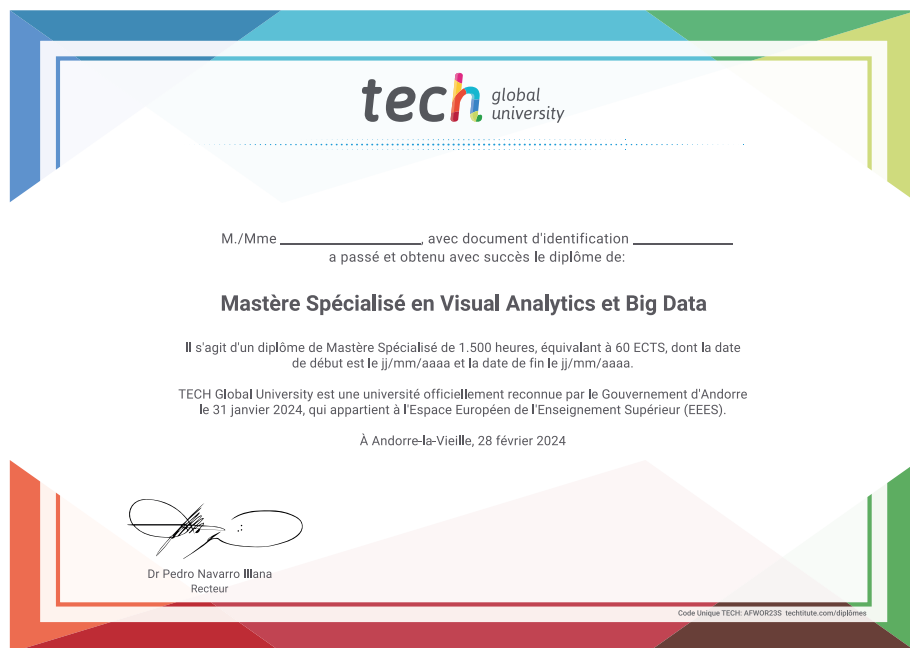 tech global
university
M./Mme ______________, avec document d'identification __________
a passé et obtenu avec succès le diplôme de:
Mastère Spécialisé en Visual Analytics et Big Data
Il s'agit d'un diplôme de Mastère Spécialisé de 1.500 heures, équivalant à 60 ECTS, dont la date
de début est le jj/mm/aaaa et la date de fin le jj/mm/aaaa.
TECH Global University est une université officiellement reconnue par le Gouvernement d'Andorre
le 31 janvier 2024, qui appartient à l'Espace Européen de l'Enseignement Supérieur (EEES).
À Andorre-la-Vieille, 28 février 2024
Dr Pedro Navarro Illana
Recteur
Code Unique TECH: AFWOR23S techtitute.com/diplômes